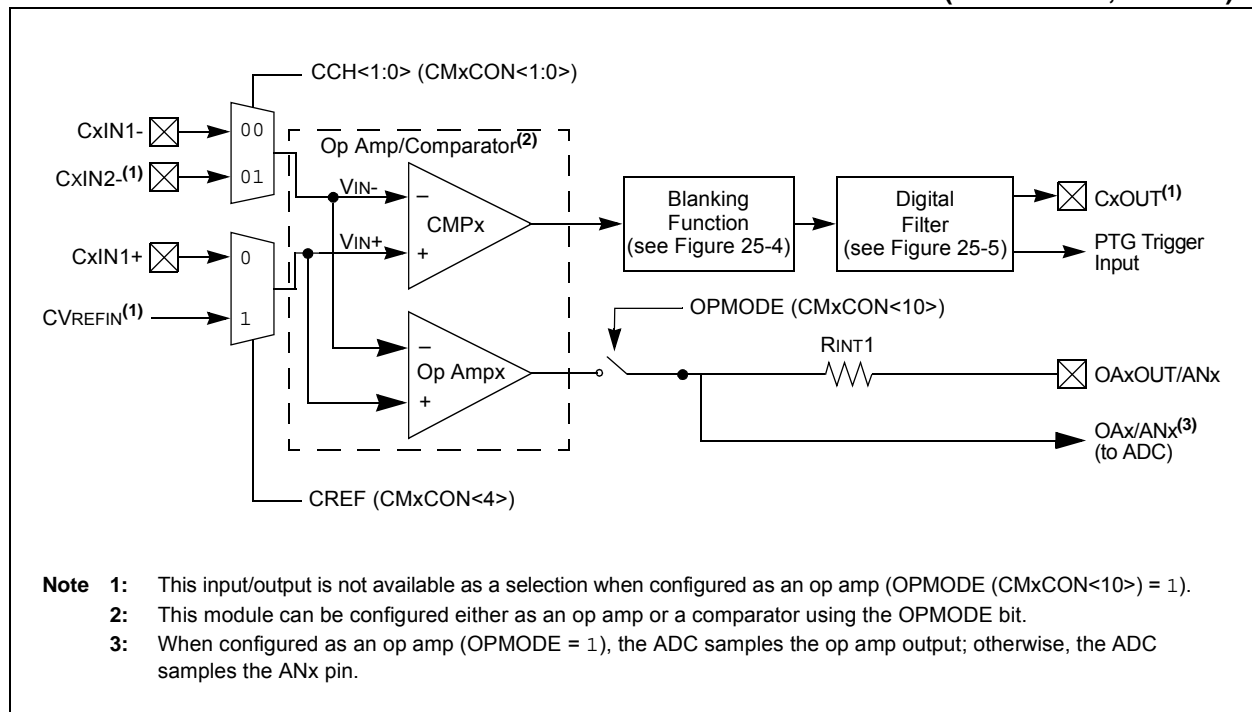 CCH<1:0> (CMxCON<1:0>)
CxIN1-
00
Op Amp/Comparator(2)
CxIN2-(1)
01
VIN-
–
CMPx
Blanking
Function
(see Figure 25-4)
Digital
Filter
(see Figure 25-5)
CxOUT(1)
PTG Trigger
Input
CxIN1+
0
VIN+
+
CVREFIN(1)
1
OPMODE (CMxCON<10>)
–
Op Ampx
+
RINT1
OAxOUT/ANx
OAx/ANx(3)
(to ADC)
CREF (CMxCON<4>)
Note 1: This input/output is not available as a selection when configured as an op amp (OPMODE (CMxCON<10>) = 1).
2: This module can be configured either as an op amp or a comparator using the OPMODE bit.
3: When configured as an op amp (OPMODE = 1), the ADC samples the op amp output; otherwise, the ADC
samples the ANx pin.